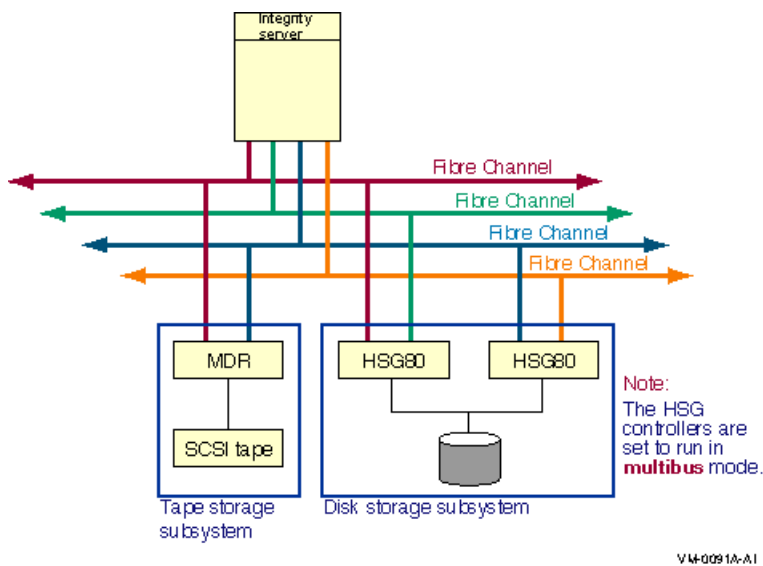 Integrity
server
Fibre Channel
Fibre Channel
Fibre Channel
Fibre Channel
MDR
HSG80
HSG80
SCSI tape
Note:
The HSG
controllers are
set to run in
multibus mode.
Tape storage
subsystem
Disk storage subsystem
VM-0091A-AI